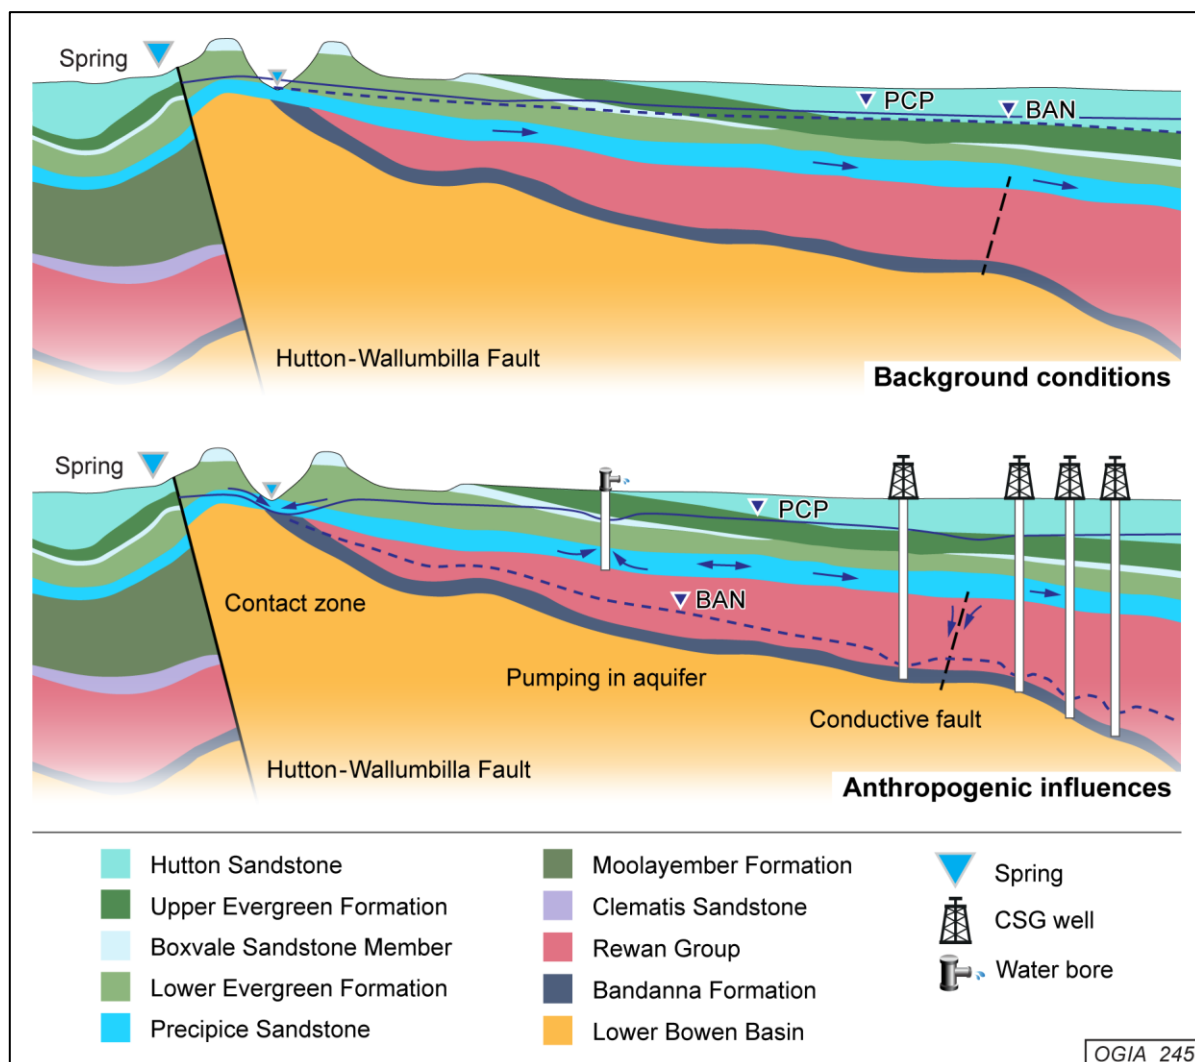 Spring
PCP
BAN
Hutton-Wallumbilla Fault
Background conditions
Spring
PCP
Contact zone
BAN
Pumping in aquifer
Conductive fault
Hutton-Wallumbilla Fault
Anthropogenic influences
Hutton Sandstone
Upper Evergreen Formation
Boxvale Sandstone Member
Lower Evergreen Formation
Precipice Sandstone
Moolayember Formation
Clematis Sandstone
Rewan Group
Bandanna Formation
Lower Bowen Basin
Spring
CSG well
Water bore
OGIA_245